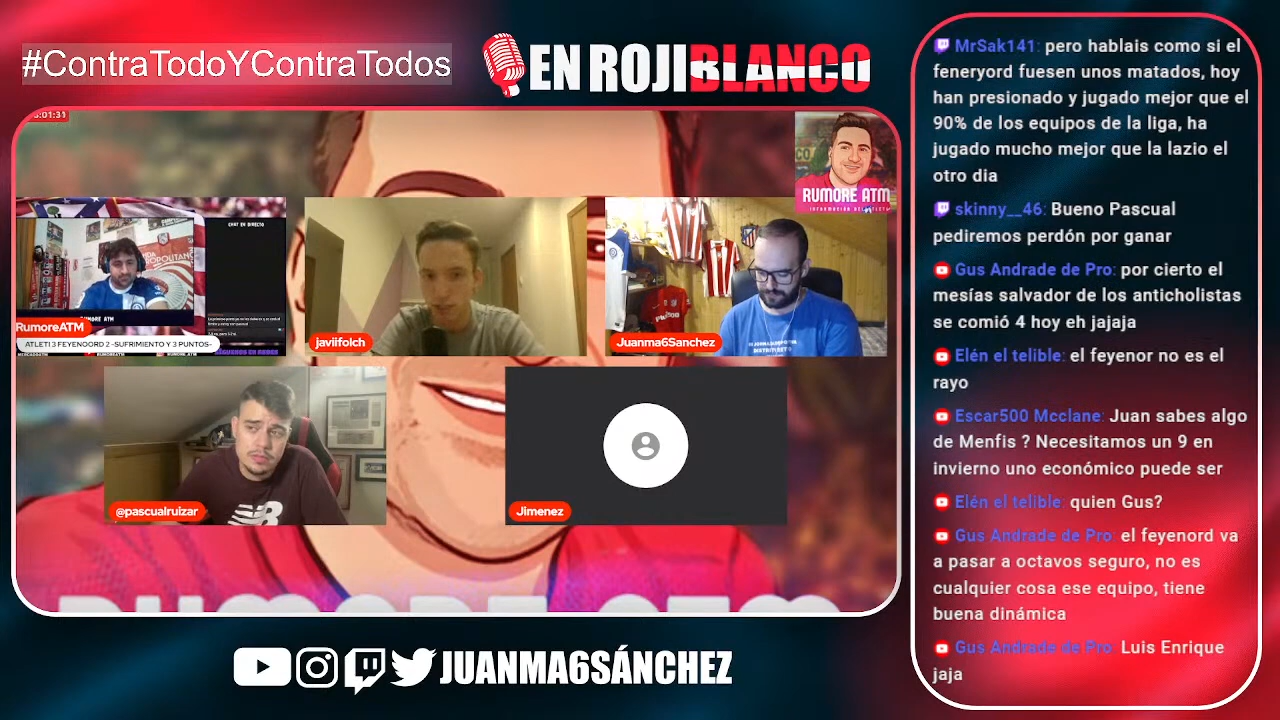 #ContraTodoYContraTodos
EN ROJIBLANCO
:01:31
RUMORE ATM
CHAT EN DIRECTO
RUMORE ATM
RumoreATM
ATLETI 3 FEYENOORD 2 -SUFRIMIENTO Y 3 PUNTOS-
javiifolch
Juanma6Sanchez
@pascualruizar
Jimenez
JUANMA6SÁNCHEZ
MrSak141: pero hablais como si el
feneryord fuesen unos matados, hoy
han presionado y jugado mejor que el
90% de los equipos de la liga, ha
jugado mucho mejor que la lazio el
otro dia
skinny__46: Bueno Pascual
pediremos perdón por ganar
Gus Andrade de Pro: por cierto el
mesías salvador de los anticholistas
se comió 4 hoy eh jajaja
Elén el telible: el feyenor no es el
rayo
Escar500 Mcclane: Juan sabes algo
de Menfis ? Necesitamos un 9 en
invierno uno económico puede ser
Elén el telible: quien Gus?
Gus Andrade de Pro: el feyenord va
a pasar a octavos seguro, no es
cualquier cosa ese equipo, tiene
buena dinámica
Gus Andrade de Pro: Luis Enrique
jaja